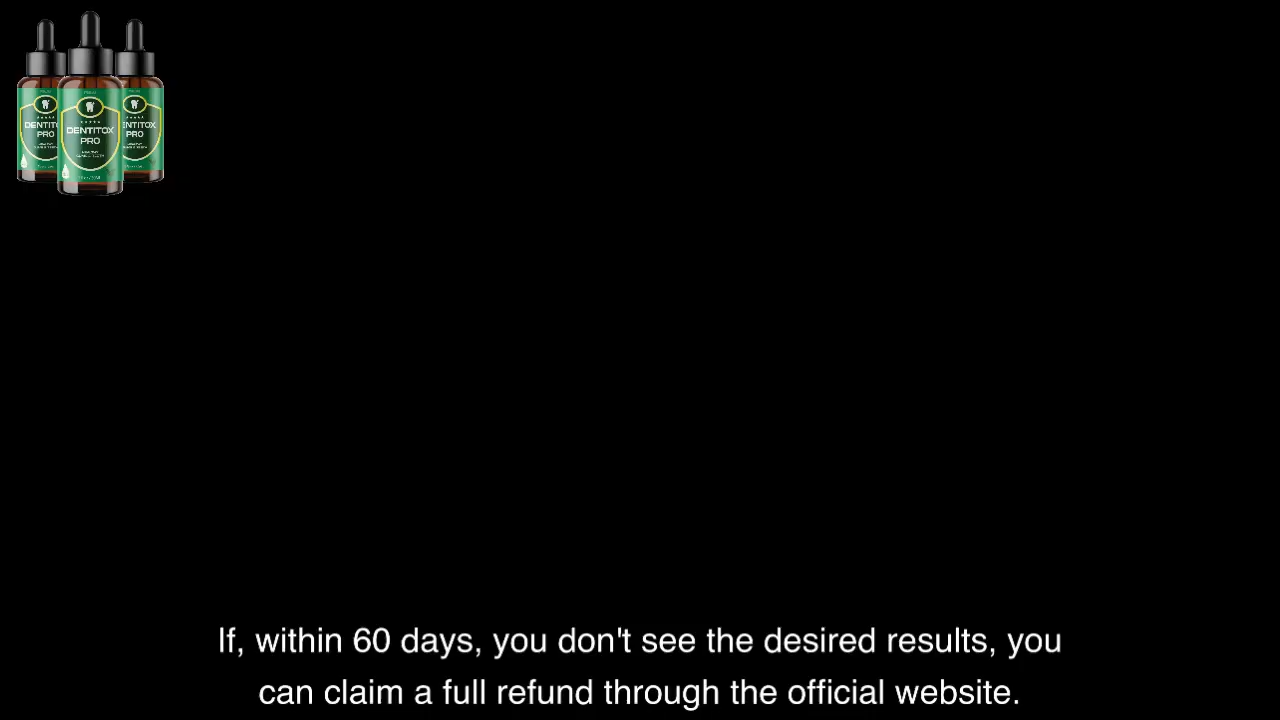 DENTITOX
PRO
If, within 60 days, you don't see the desired results, you
can claim a full refund through the official website.